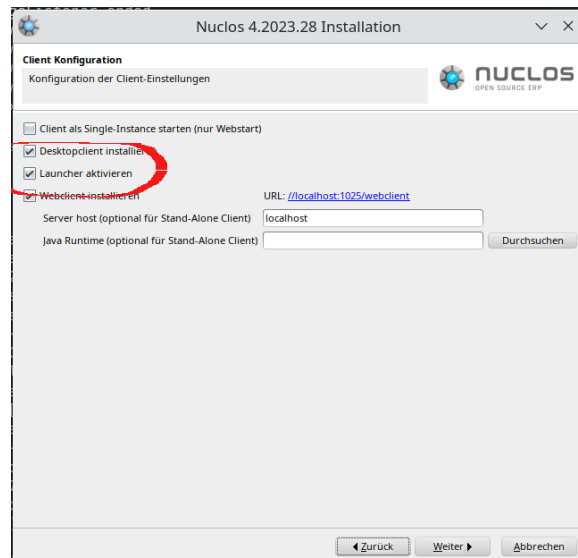 Nuclos 4.2023.28 Installation
Client Konfiguration
Konfiguration der Client-Einstellungen
NUCLOS
OPEN SOURCE ERP
Client als Single-Instance starten (nur Webstart)
Desktopclient installieren
Launcher aktivieren
Webclient installieren URL: //localhost:1025/webclient
Server host (optional für Stand-Alone Client) localhost
Java Runtime (optional für Stand-Alone Client) Durchsuchen
Zurück Weiter Abbrechen